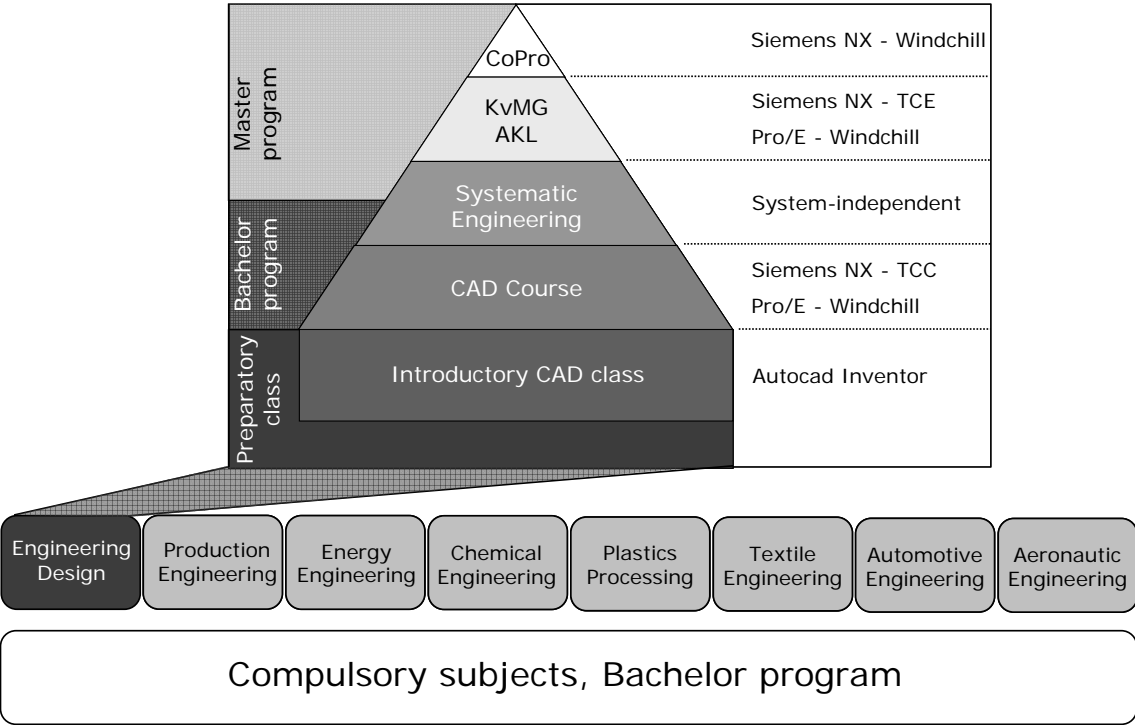 CoPro
Siemens NX - Windchill
Master
program
KvMG
AKL
Siemens NX - TCE
Pro/E - Windchill
Systematic
Engineering
System-independent
Bachelor
program
CAD Course
Siemens NX - TCC
Pro/E - Windchill
Preparatory
class
Introductory CAD class
Autocad Inventor
Engineering
Design
Production
Engineering
Energy
Engineering
Chemical
Engineering
Plastics
Processing
Textile
Engineering
Automotive
Engineering
Aeronautic
Engineering
Compulsory subjects, Bachelor program